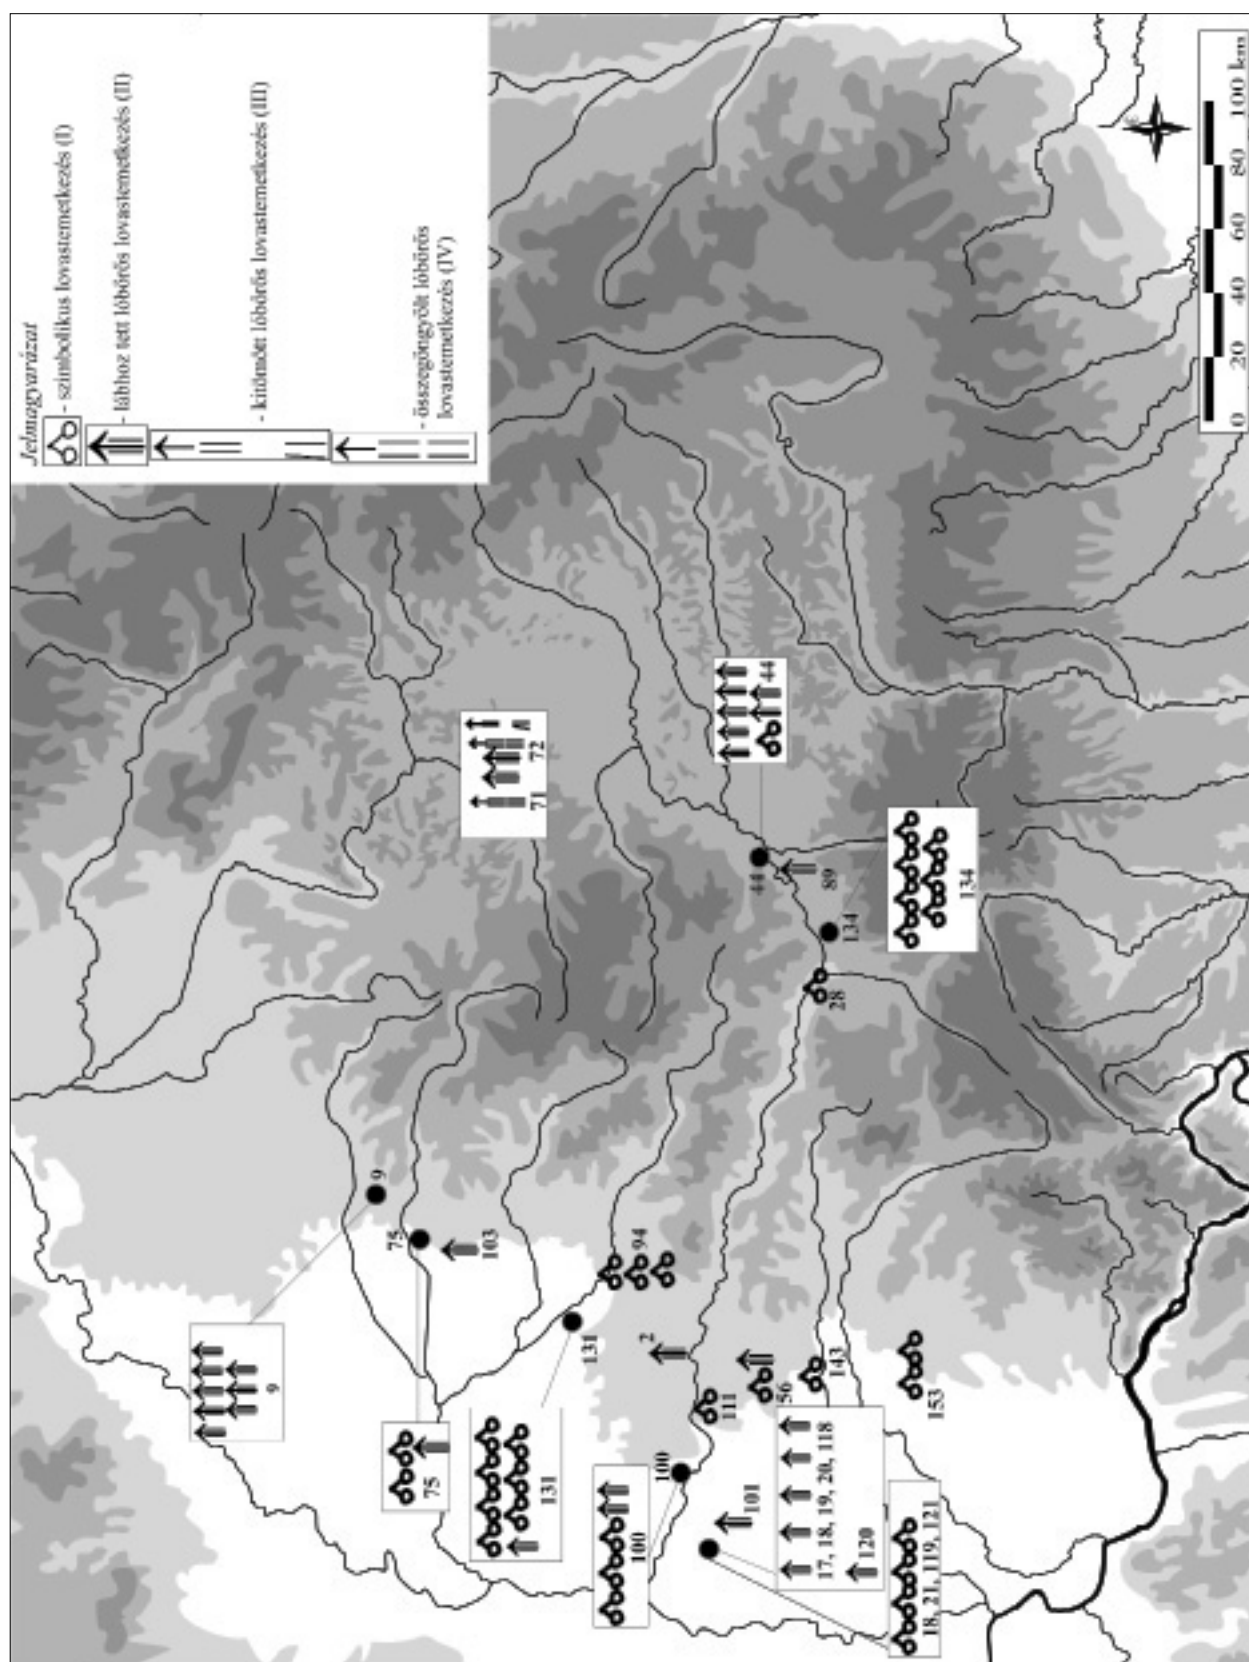 Jelmagyarázat
- szimbolikus lovastemetkezés (I)
- lábhoz tett lóbőrös lovastemetkezés (II)
- kitömött lóbőrös lovastemetkezés (III)
- összegöngyölt lóbőrös
lovastemetkezés (IV)
9
9
75
75
103
131
131
94
2
100
100
111
56
143
153
101
17, 18, 19, 20, 118
120
18, 21, 119, 121
71
72
44
44
89
134
134
28
0 20 40 60 80 100 km